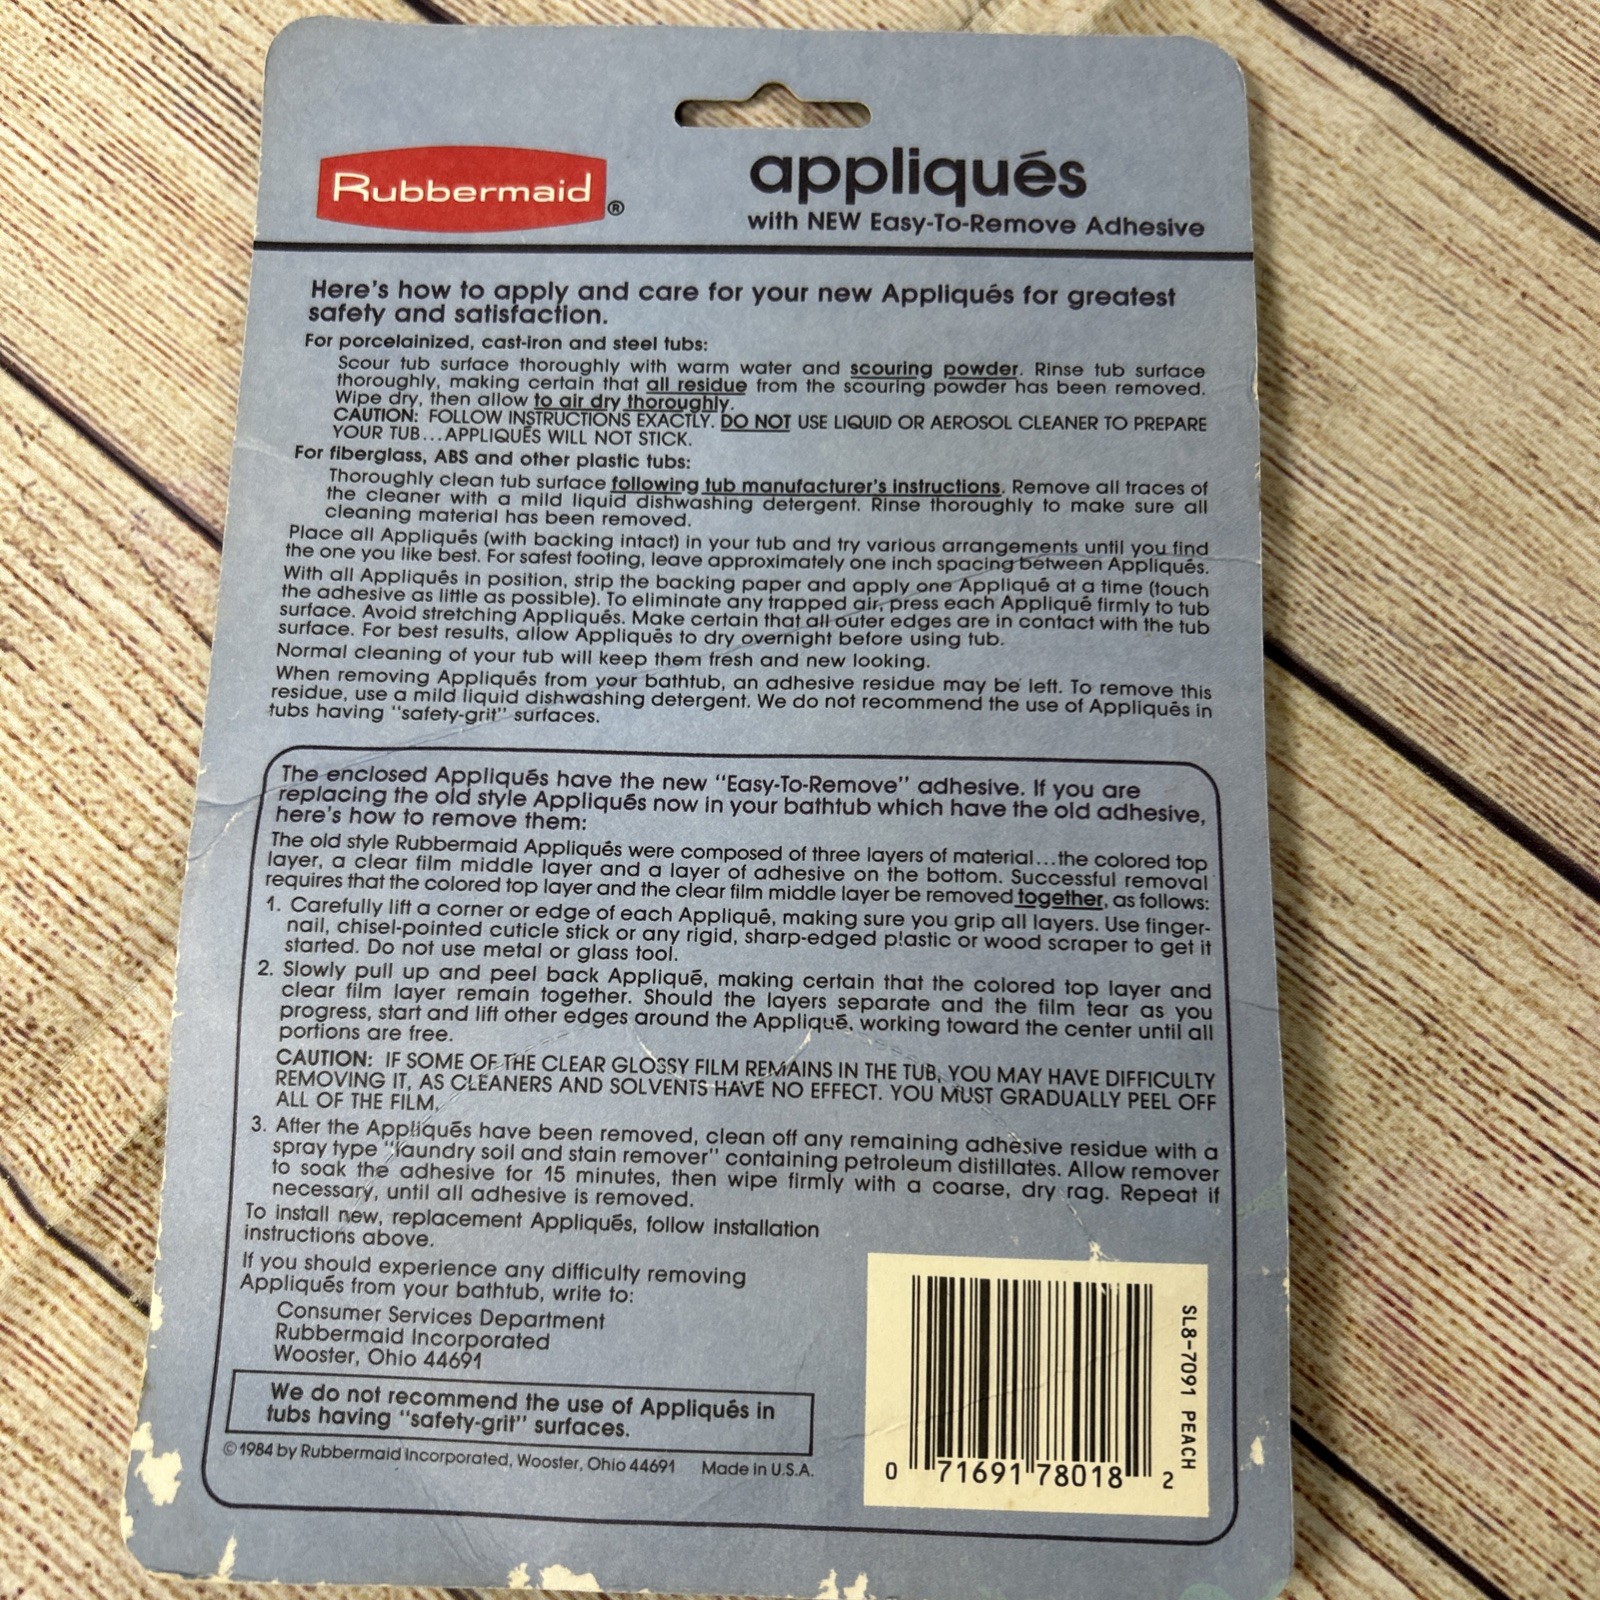 Rubbermaid®
appliqués
with NEW Easy-To-Remove Adhesive
Here's how to apply and care for your new Appliqués for greatest
safety and satisfaction.
For porcelainized, cast-iron and steel tubs:
Scour tub surface thoroughly with warm water and scouring powder. Rinse tub surface
thoroughly, making certain that all residue from the scouring powder has been removed.
Wipe dry, then allow to air dry thoroughly.
CAUTION: FOLLOW INSTRUCTIONS EXACTLY. DO NOT USE LIQUID OR AEROSOL CLEANER TO PREPARE
YOUR TUB...APPLIQUÉS WILL NOT STICK.
For fiberglass, ABS and other plastic tubs:
Thoroughly clean tub surface following tub manufacturer's instructions. Remove all traces of
the cleaner with a mild liquid dishwashing detergent. Rinse thoroughly to make sure all
cleaning material has been removed.
Place all Appliqués (with backing intact) in your tub and try various arrangements until you find
the one you like best. For safest footing, leave approximately one inch spacing between Appliqués.
With all Appliqués in position, strip the backing paper and apply one Appliqué at a time (touch
the adhesive as little as possible). To eliminate any trapped air, press each Appliqué firmly to tub
surface. Avoid stretching Appliqués. Make certain that all outer edges are in contact with the tub
surface. For best results, allow Appliqués to dry overnight before using tub.
Normal cleaning of your tub will keep them fresh and new looking.
When removing Appliqués from your bathtub, an adhesive residue may be left. To remove this
residue, use a mild liquid dishwashing detergent. We do not recommend the use of Appliqués in
tubs having "safety-grit" surfaces.
The enclosed Appliqués have the new "Easy-To-Remove" adhesive. If you are
replacing the old style Appliqués now in your bathtub which have the old adhesive,
here's how to remove them:
The old style Rubbermaid Appliqués were composed of three layers of material...the colored top
layer, a clear film middle layer and a layer of adhesive on the bottom. Successful removal
requires that the colored top layer and the clear film middle layer be removed together, as follows:
1. Carefully lift a corner or edge of each Appliqué, making sure you grip all layers. Use finger-
nail, chisel-pointed cuticle stick or any rigid, sharp-edged plastic or wood scraper to get it
started. Do not use metal or glass tool.
2. Slowly pull up and peel back Appliqué, making certain that the colored top layer and
clear film layer remain together. Should the layers separate and the film tear as you
progress, start and lift other edges around the Appliqué, working toward the center until all
portions are free.
CAUTION: IF SOME OF THE CLEAR GLOSSY FILM REMAINS IN THE TUB, YOU MAY HAVE DIFFICULTY
REMOVING IT, AS CLEANERS AND SOLVENTS HAVE NO EFFECT. YOU MUST GRADUALLY PEEL OFF
ALL OF THE FILM.
3. After the Appliqués have been removed, clean off any remaining adhesive residue with a
spray type "laundry soil and stain remover" containing petroleum distillates. Allow remover
to soak the adhesive for 15 minutes, then wipe firmly with a coarse, dry rag. Repeat if
necessary, until all adhesive is removed.
To install new, replacement Appliqués, follow installation
instructions above.
If you should experience any difficulty removing
Appliqués from your bathtub, write to:
Consumer Services Department
Rubbermaid Incorporated
Wooster, Ohio 44691
We do not recommend the use of Appliqués in
tubs having "safety-grit" surfaces.
©1984 by Rubbermaid Incorporated, Wooster, Ohio 44691 Made in U.S.A.
SL8-7091 PEACH
0 71691 78018 2